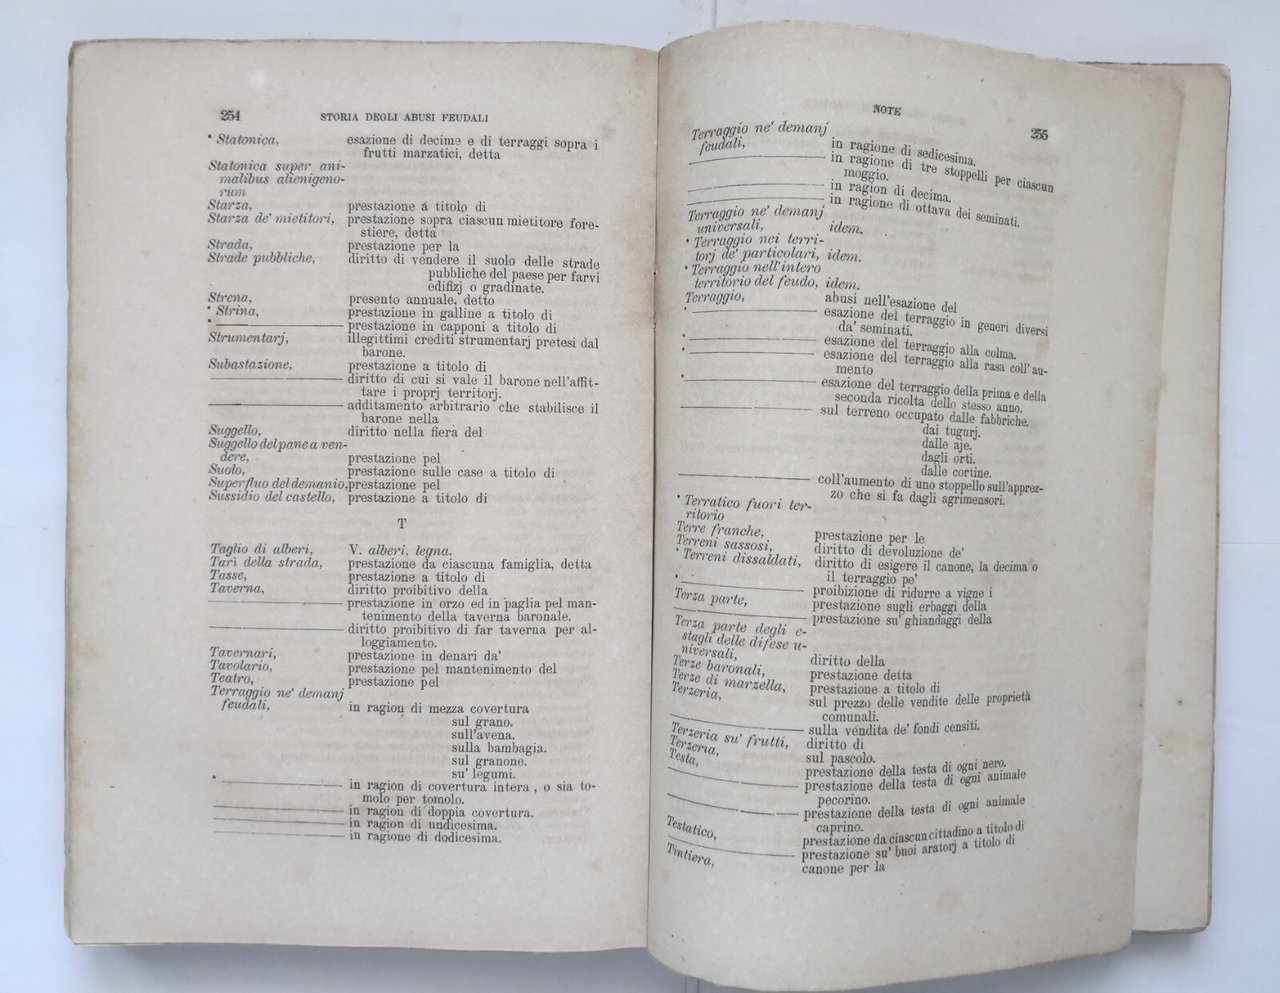 254 STORIA DEGLI ABUSI FEUDALI
* Statonica, esazione di decime e di terraggi sopra i
frutti marzatici, detta
Statonica super ani-
malibus alienigeno-
rum
Starza, prestazione a titolo di
Starza de' mietitori, prestazione sopra ciascun mietitore fore-
stiere, detta
Strada, prestazione per la
Strade pubbliche, diritto di vendere il suolo delle strade
pubbliche del paese per farvi
edifizj o gradinate.
Strena, presento annuale, detto
* Strina, prestazione in galline a titolo di
* ——— prestazione in capponi a titolo di
Strumentarj, illegittimi crediti strumentarj pretesi dal
barone.
Subastazione, prestazione a titolo di
——— diritto di cui si vale il barone nell'affit-
tare i proprj territorj.
——— additamento arbitrario che stabilisce il
barone nella
Suggello, diritto nella fiera del
Suggello del pane a ven-
dere, prestazione pel
Suolo, prestazione sulle case a titolo di
Superfluo del demanio, prestazione pel
Sussidio del castello, prestazione a titolo di
T
Taglio di alberi, V. alberi, legna.
Tarì della strada, prestazione da ciascuna famiglia, detta
Tasse, prestazione a titolo di
Taverna, diritto proibitivo della
——— prestazione in orzo ed in paglia pel man-
tenimento della taverna baronale.
——— diritto proibitivo di far taverna per al-
loggiamento.
Tavernari, prestazione in denari da'
Tavolario, prestazione pel mantenimento del
Teatro, prestazione pel
Terraggio ne' demanj
feudali, in ragion di mezza covertura
sul grano.
sull'avena.
sulla bambagia.
sul granone.
su' legumi.
* ——— in ragion di covertura intera, o sia to-
molo per tomolo.
——— in ragion di doppia covertura.
——— in ragion di undicesima.
——— in ragione di dodicesima.
NOTE 255
Terraggio ne' demanj
feudali, in ragione di sedicesima.
——— in ragione di tre stoppelli per ciascun
moggio.
——— in ragion di decima.
——— in ragione di ottava dei seminati.
Terraggio ne' demanj
universali, idem.
* Terraggio nei terri-
torj de' particolari, idem.
* Terraggio nell'intero
territorio del feudo, idem.
Terraggio, abusi nell'esazione del
* ——— esazione del terraggio in generi diversi
da' seminati.
* ——— esazione del terraggio alla colma.
* ——— esazione del terraggio alla rasa coll'au-
mento
* ——— esazione del terraggio della prima e della
seconda ricolta dello stesso anno.
——— sul terreno occupato dalle fabbriche.
dai tugurj.
dalle aje.
dagli orti.
dalle cortine.
——— coll'aumento di uno stoppello sull'apprez-
zo che si fa dagli agrimensori.
* Terratico fuori ter-
ritorio
Terre franche, prestazione per le
Terreni sassosi, diritto di devoluzione de'
* Terreni dissaldati, diritto di esigere il canone, la decima o
il terraggio pe'
* ——— proibizione di ridurre a vigne i
Terza parte, prestazione sugli erbaggi della
——— prestazione su' ghiandaggi della
Terza parte degli e-
stagli delle difese u-
niversali, diritto della
Terze baronali, prestazione detta
Terze di marzella, prestazione a titolo di
Terzeria, sul prezzo delle vendite delle proprietà
comunali.
——— sulla vendita de' fondi censiti.
Terzeria su' frutti, diritto di
Terzeria, sul pascolo.
Testa, prestazione della testa di ogni nero.
——— prestazione della testa di ogni animale
pecorino.
——— prestazione della testa di ogni animale
caprino.
Testatico, prestazione da ciascun cittadino a titolo di
——— prestazione su' buoi aratorj a titolo di
Tintiera, canone per la